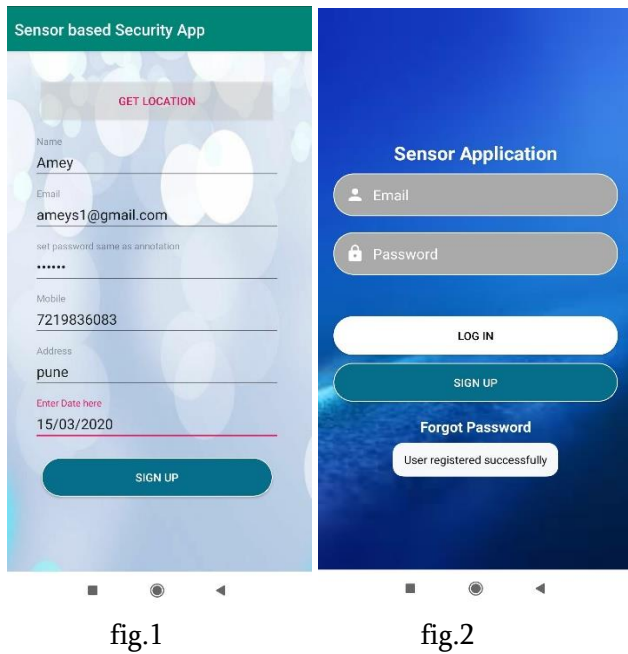 Sensor based Security App
GET LOCATION
Name
Amey
Email
ameys1@gmail.com
set password same as annotation
••••••
Mobile
7219836083
Address
pune
Enter Date here
15/03/2020
SIGN UP
fig.1
Sensor Application
Email
Password
LOG IN
SIGN UP
Forgot Password
User registered successfully
fig.2